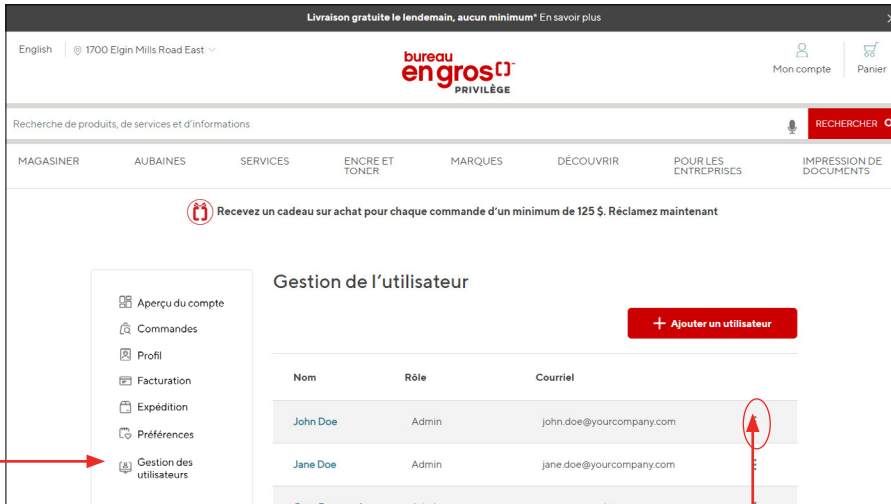 Livraison gratuite le lendemain, aucun minimum* En savoir plus
English
1700 Elgin Mills Road East
bureau
en gros
PRIVILÈGE
Mon compte
Panier
Recherche de produits, de services et d'informations
RECHERCHER
MAGASINER
AUBAINES
SERVICES
ENCRE ET
TONER
MARQUES
DÉCOUVRIR
POUR LES
ENTREPRISES
IMPRESSION DE
DOCUMENTS
Recevez un cadeau sur achat pour chaque commande d'un minimum de 125 $. Réclamez maintenant
Aperçu du compte
Commandes
Profil
Facturation
Expédition
Préférences
Gestion des
utilisateurs
Gestion de l'utilisateur
+ Ajouter un utilisateur
Nom Rôle Courriel
John Doe Admin john.doe@yourcompany.com
Jane Doe Admin jane.doe@yourcompany.com